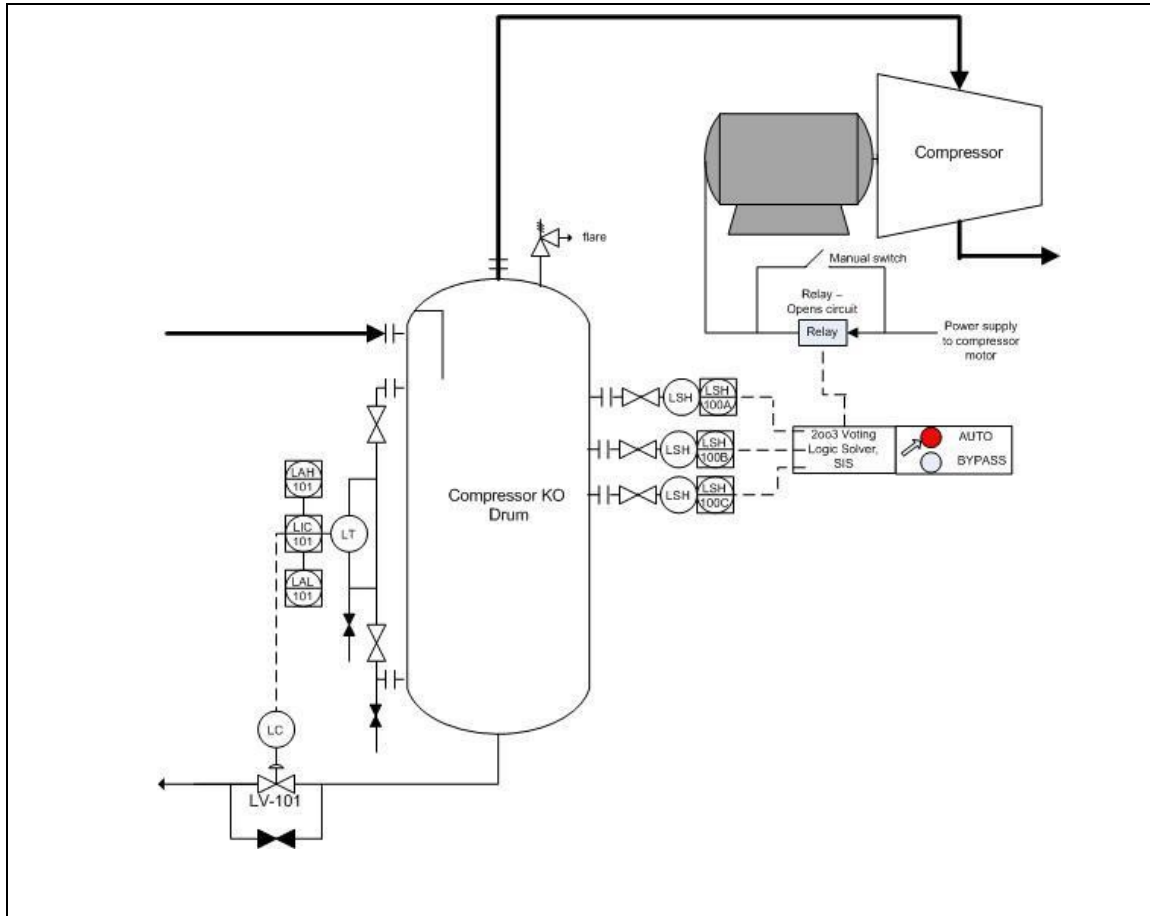 Compressor
flare
Manual switch
Relay –
Opens circuit
Relay
Power supply
to compressor
motor
LSH
LSH
100A
LSH
LSH
100B
LSH
LSH
100C
2oo3 Voting
Logic Solver,
SIS
AUTO
BYPASS
Compressor KO
Drum
LAH
101
LIC
101
LT
LAL
101
LC
LV-101